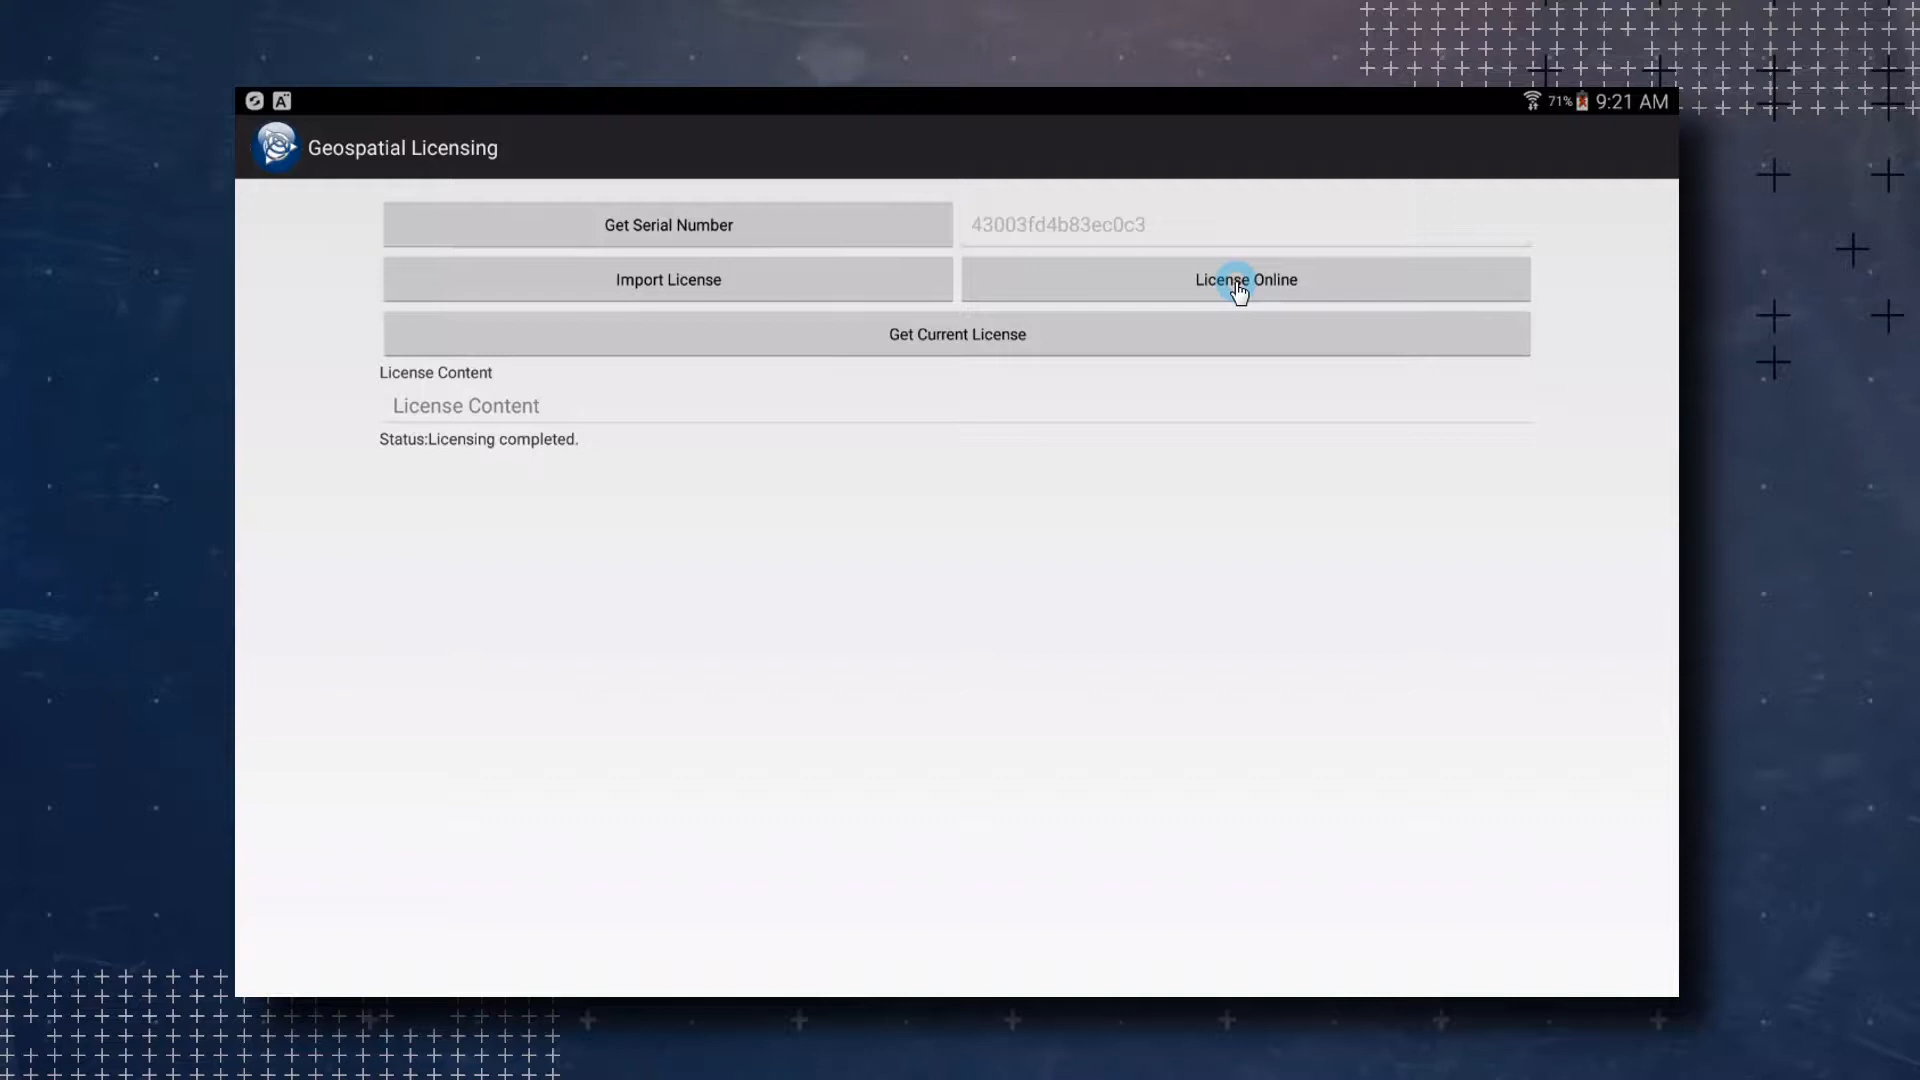 A 71% 9:21 AM
Geospatial Licensing
Get Serial Number 43003fd4b83ec0c3
Import License License Online
Get Current License
License Content
License Content
Status:Licensing completed.